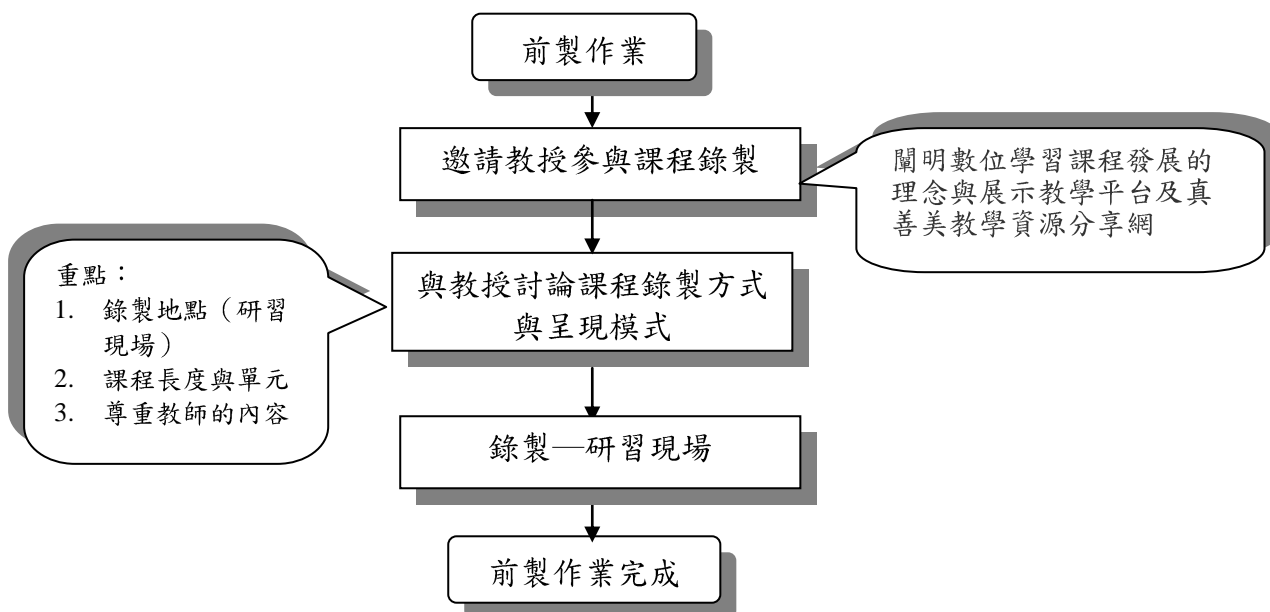 前製作業
邀請教授參與課程錄製
闡明數位學習課程發展的
理念與展示教學平台及真
善美教學資源分享網
與教授討論課程錄製方式
與呈現模式
重點：
1. 錄製地點（研習
現場）
2. 課程長度與單元
3. 尊重教師的內容
錄製—研習現場
前製作業完成